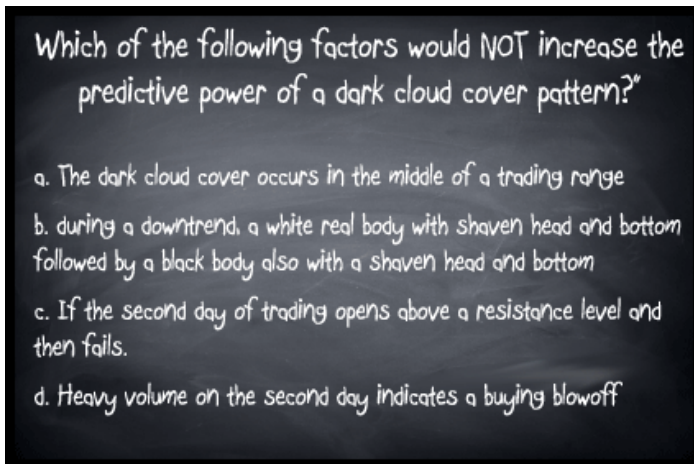 Which of the following factors would NOT increase the
predictive power of a dark cloud cover pattern?"
a. The dark cloud cover occurs in the middle of a trading range
b. during a downtrend, a white real body with shaven head and bottom
followed by a black body also with a shaven head and bottom
c. If the second day of trading opens above a resistance level and
then fails.
d. Heavy volume on the second day indicates a buying blowoff